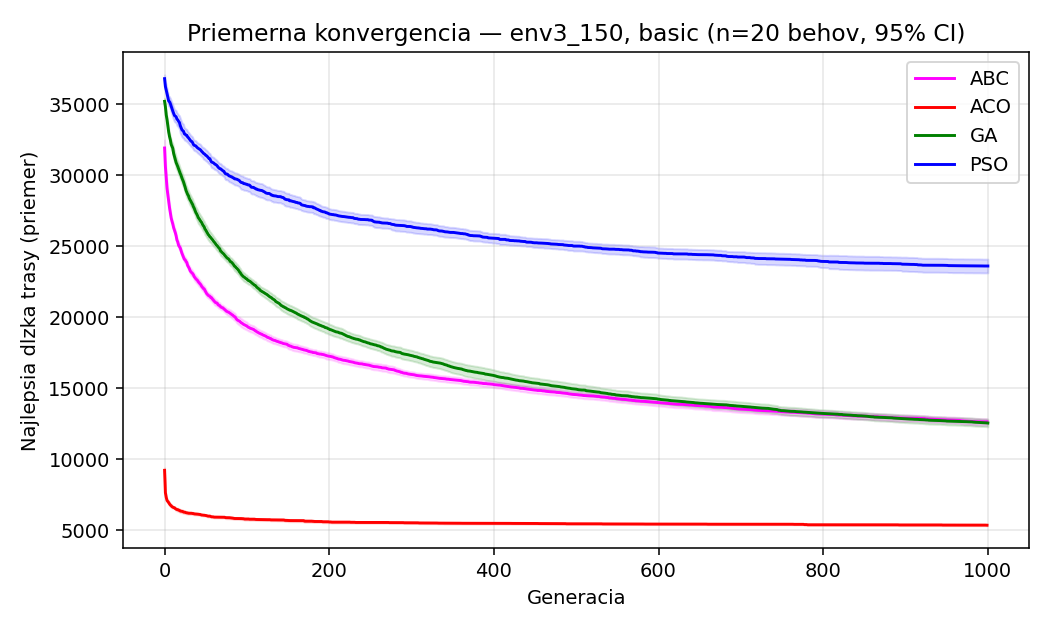 Priemerna konvergencia — env3_150, basic (n=20 behov, 95% CI)
Najlepsia dlzka trasy (priemer)
35000
30000
25000
20000
15000
10000
5000
ABC
ACO
GA
PSO
0 200 400 600 800 1000
Generacia